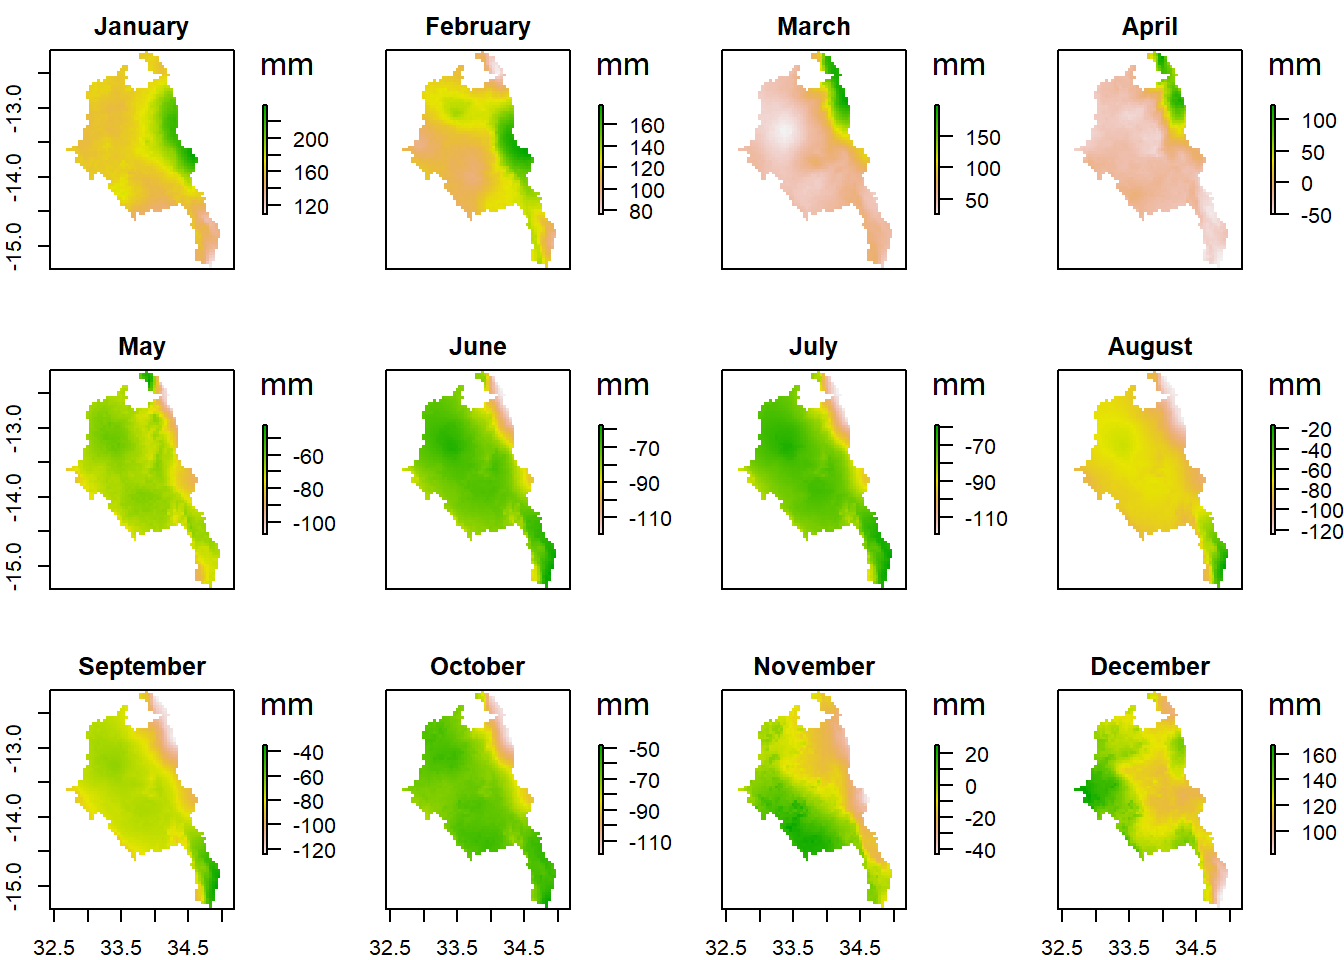 January February March April
mm mm mm mm
-13.0 -14.0 -15.0
200 160 120
160 140 120 100 80
150 100 50
100 50 0 -50
May June July August
mm mm mm mm
-13.0 -14.0 -15.0
-60 -80 -100
-70 -90 -110
-70 -90 -110
-20 -40 -60 -80 -100 -120
September October November December
mm mm mm mm
-13.0 -14.0 -15.0
-40 -60 -80 -100 -120
-50 -70 -90 -110
20 0 -20 -40
160 140 120 100
32.5 33.5 34.5 32.5 33.5 34.5 32.5 33.5 34.5 32.5 33.5 34.5